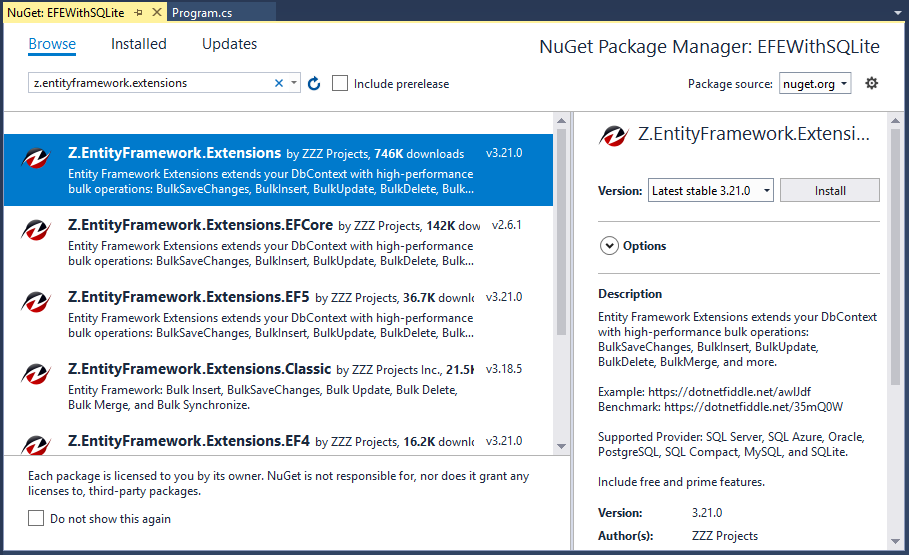 NuGet: EFEWithSQLite
Program.cs
Browse
Installed
Updates
NuGet Package Manager: EFEWithSQLite
z.entityframework.extensions
Include prerelease
Package source:
nuget.org
Z.EntityFramework.Extensions by ZZZ Projects, 746K downloads v3.21.0
Entity Framework Extensions extends your DbContext with high-performance
bulk operations: BulkSaveChanges, BulkInsert, BulkUpdate, BulkDelete, Bulk...
Z.EntityFramework.Extensions.EFCore by ZZZ Projects, 142K dow v2.6.1
Entity Framework Extensions extends your DbContext with high-performance
bulk operations: BulkSaveChanges, BulkInsert, BulkUpdate, BulkDelete, Bulk...
Z.EntityFramework.Extensions.EF5 by ZZZ Projects, 36.7K downlo v3.21.0
Entity Framework Extensions extends your DbContext with high-performance
bulk operations: BulkSaveChanges, BulkInsert, BulkUpdate, BulkDelete, Bulk...
Z.EntityFramework.Extensions.Classic by ZZZ Projects Inc., 21.5K v3.18.5
Entity Framework: Bulk Insert, BulkSaveChanges, Bulk Update, Bulk Delete,
Bulk Merge, and Bulk Synchronize.
Z.EntityFramework.Extensions.EF4 by ZZZ Projects, 16.2K downlo v3.21.0
Each package is licensed to you by its owner. NuGet is not responsible for, nor does it grant any
licenses to, third-party packages.
Do not show this again
Z.EntityFramework.Extensi...
Version:
Latest stable 3.21.0
Install
Options
Description
Entity Framework Extensions extends your DbContext
with high-performance bulk operations:
BulkSaveChanges, BulkInsert, BulkUpdate,
BulkDelete, BulkMerge, and more.
Example: https://dotnetfiddle.net/awlJdf
Benchmark: https://dotnetfiddle.net/35mQ0W
Supported Provider: SQL Server, SQL Azure, Oracle,
PostgreSQL, SQL Compact, MySQL, and SQLite.
Include free and prime features.
Version: 3.21.0
Author(s): ZZZ Projects